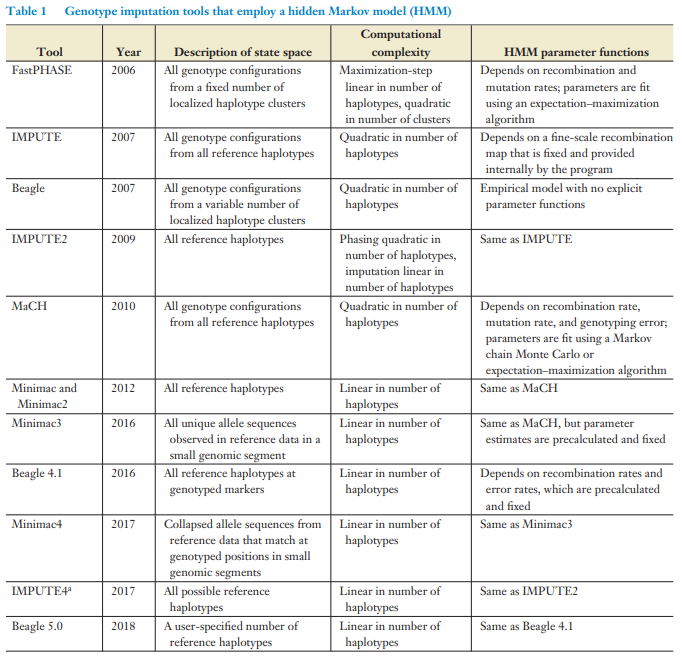 Table 1 Genotype imputation tools that employ a hidden Markov model (HMM)
Tool Year Description of state space Computational complexity HMM parameter functions
FastPHASE 2006 All genotype configurations Maximization-step Depends on recombination and
from a fixed number of linear in number of mutation rates; parameters are fit
localized haplotype clusters haplotypes, quadratic using an expectation–maximization
in number of clusters algorithm
IMPUTE 2007 All genotype configurations Quadratic in number of Depends on a fine-scale recombination
from all reference haplotypes haplotypes map that is fixed and provided
internally by the program
Beagle 2007 All genotype configurations Quadratic in number of Empirical model with no explicit
from a variable number of haplotypes parameter functions
localized haplotype clusters
IMPUTE2 2009 All reference haplotypes Phasing quadratic in Same as IMPUTE
number of haplotypes,
imputation linear in
number of haplotypes
MaCH 2010 All genotype configurations Quadratic in number of Depends on recombination rate,
from all reference haplotypes haplotypes mutation rate, and genotyping error;
parameters are fit using a Markov
chain Monte Carlo or
expectation–maximization algorithm
Minimac and 2012 All reference haplotypes Linear in number of Same as MaCH
Minimac2 haplotypes
Minimac3 2016 All unique allele sequences Linear in number of Same as MaCH, but parameter
observed in reference data in a haplotypes estimates are precalculated and fixed
small genomic segment
Beagle 4.1 2016 All reference haplotypes at Linear in number of Depends on recombination rates and
genotyped markers haplotypes error rates, which are precalculated
and fixed
Minimac4 2017 Collapsed allele sequences from Linear in number of Same as Minimac3
reference data that match at haplotypes
genotyped positions in small
genomic segments
IMPUTE4ᵃ 2017 All possible reference Linear in number of Same as IMPUTE2
haplotypes haplotypes
Beagle 5.0 2018 A user-specified number of Linear in number of Same as Beagle 4.1
reference haplotypes haplotypes